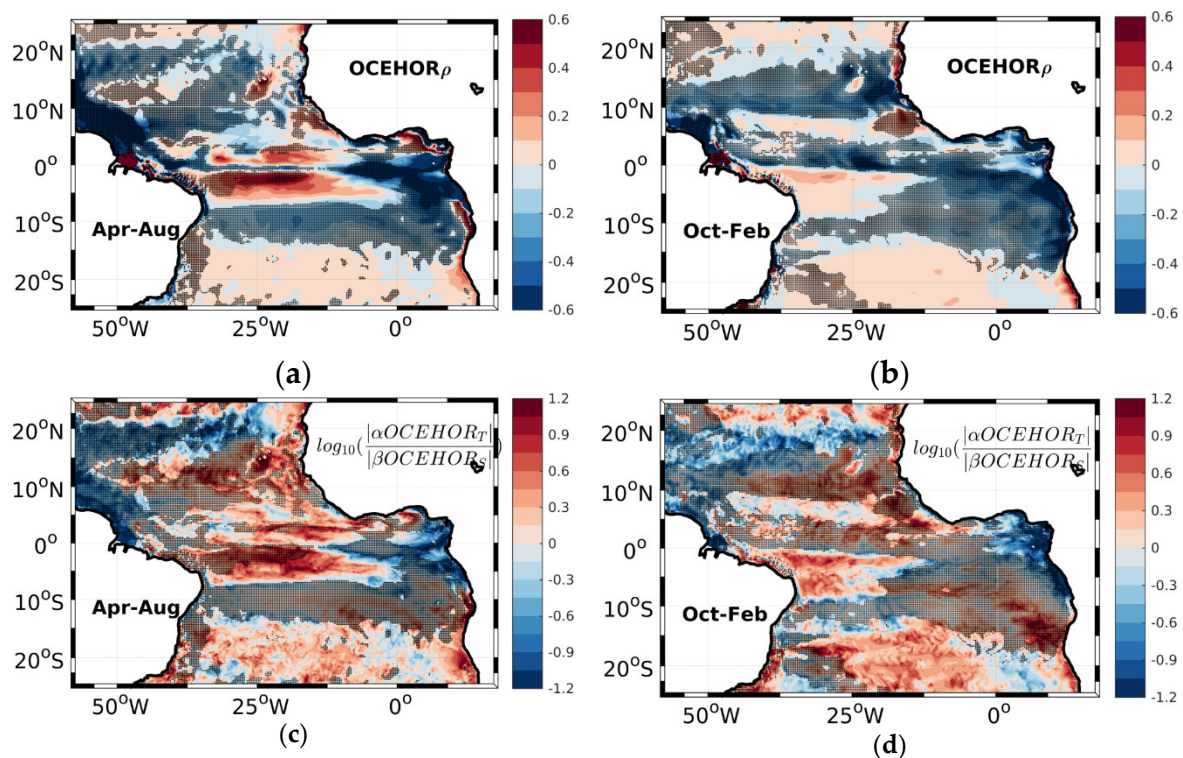 20°N
10°N
0°
10°S
20°S
50°W 25°W 0°
OCEHORρ
Apr-Aug
0.6
0.4
0.2
0
-0.2
-0.4
-0.6
(a)
20°N
10°N
0°
10°S
20°S
50°W 25°W 0°
OCEHORρ
Oct-Feb
0.6
0.4
0.2
0
-0.2
-0.4
-0.6
(b)
20°N
10°N
0°
10°S
20°S
50°W 25°W 0°
log10(|αOCEHOR_T|/|βOCEHOR_S|)
Apr-Aug
1.2
0.9
0.6
0.3
0
-0.3
-0.6
-0.9
-1.2
(c)
20°N
10°N
0°
10°S
20°S
50°W 25°W 0°
log10(|αOCEHOR_T|/|βOCEHOR_S|
Oct-Feb
1.2
0.9
0.6
0.3
0
-0.3
-0.6
-0.9
-1.2
(d)